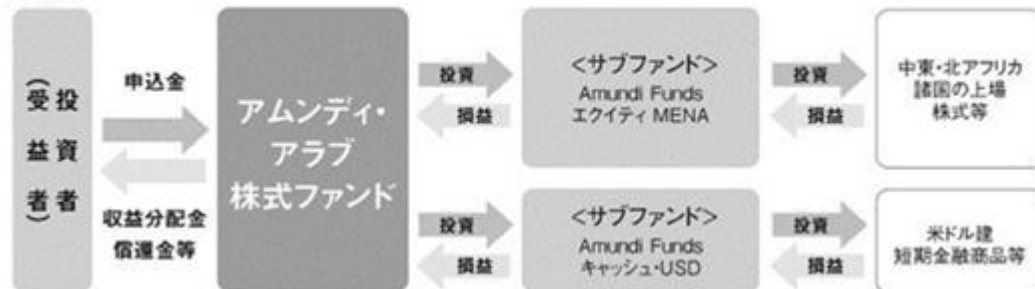 投資者
(受益者)
申込金
収益分配金
償還金等
アムンディ・
アラブ
株式ファンド
投資
損益
<サブファンド>
Amundi Funds
エクイティ MENA
投資
損益
中東・北アフリカ
諸国の上場
株式等
投資
損益
<サブファンド>
Amundi Funds
キャッシュ・USD
投資
損益
米ドル建
短期金融商品等